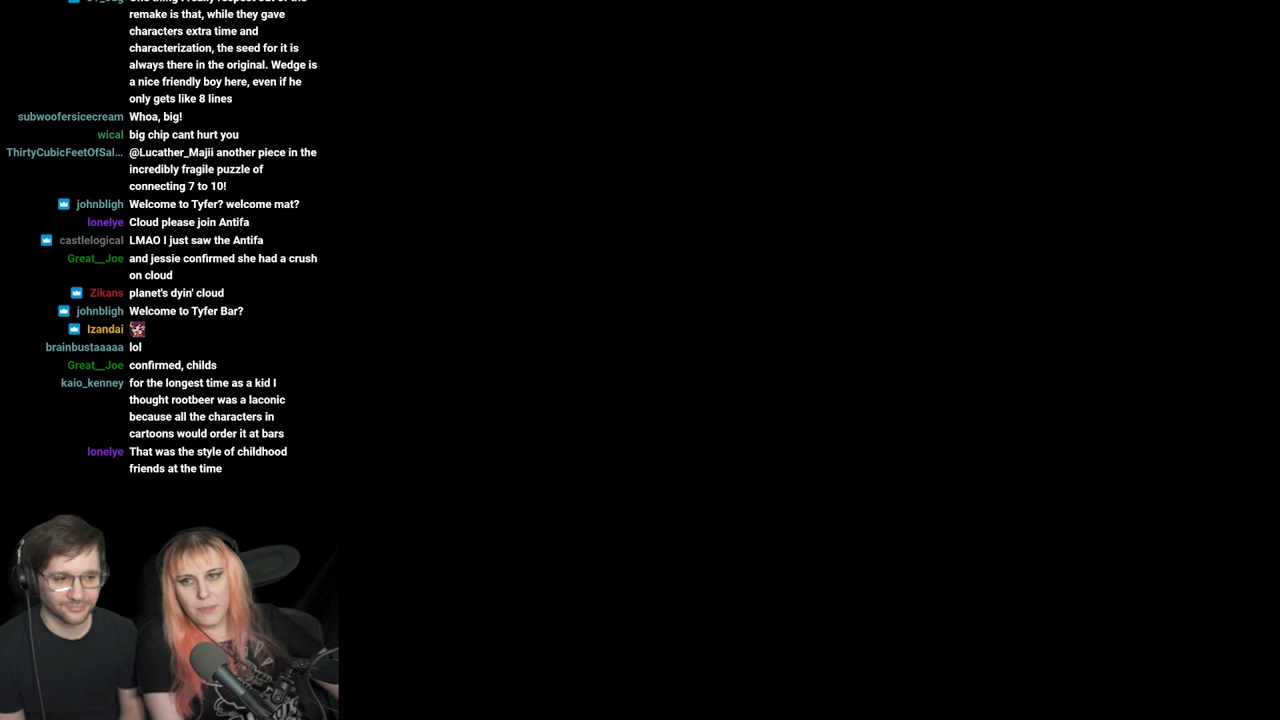 remake is that, while they gave
characters extra time and
characterization, the seed for it is
always there in the original. Wedge is
a nice friendly boy here, even if he
only gets like 8 lines
subwoofersicecream Whoa, big!
wical big chip cant hurt you
ThirtyCubicFeetOfSal... @Lucather_Majii another piece in the
incredibly fragile puzzle of
connecting 7 to 10!
johnbligh Welcome to Tyfer? welcome mat?
lonelye Cloud please join Antifa
castlelogical LMAO I just saw the Antifa
Great__Joe and jessie confirmed she had a crush
on cloud
Zikans planet's dyin' cloud
johnbligh Welcome to Tyfer Bar?
Izandai
brainbustaaaaa lol
Great__Joe confirmed, childs
kaio_kenney for the longest time as a kid I
thought rootbeer was a laconic
because all the characters in
cartoons would order it at bars
lonelye That was the style of childhood
friends at the time